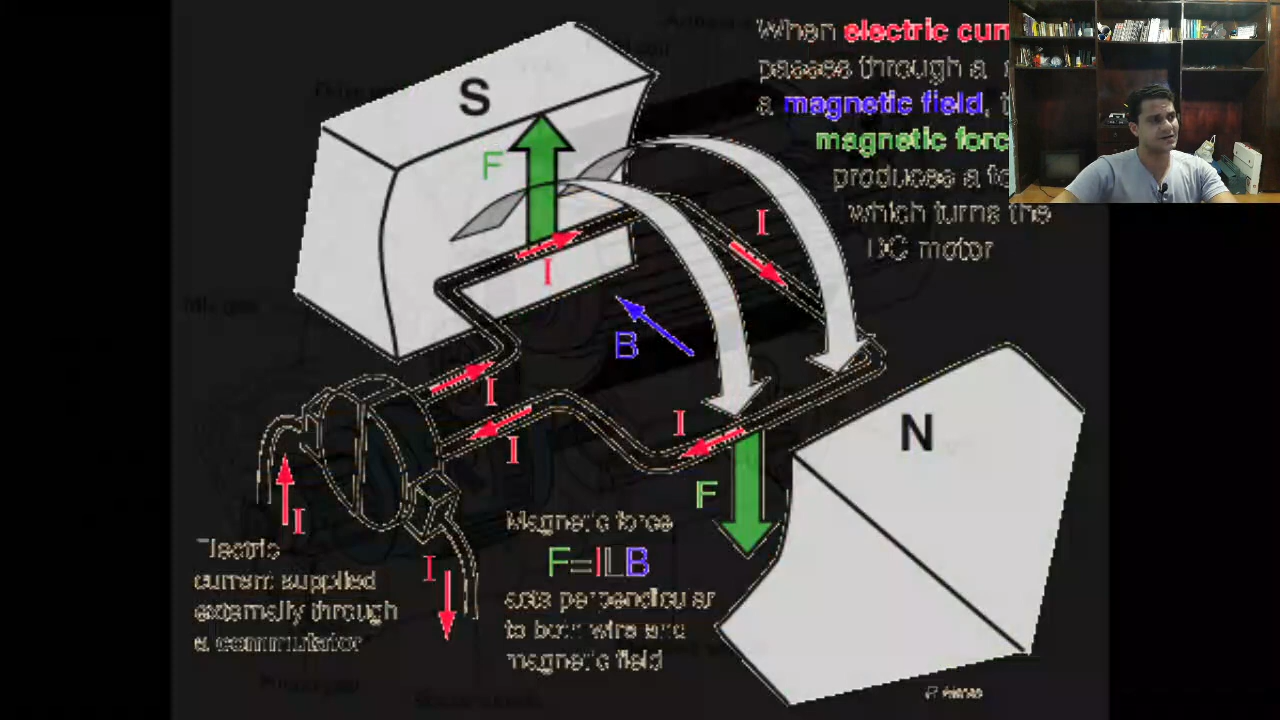 When electric curr
passes through a
a magnetic field, t
magnetic forc
produces a fo
which turns the
DC motor
S
F
I
I
B
I
I
I
N
F
I
I
Electric
current supplied
externally through
a commutator
Magnetic force
F=ILB
acts perpendicular
to both wire and
magnetic field